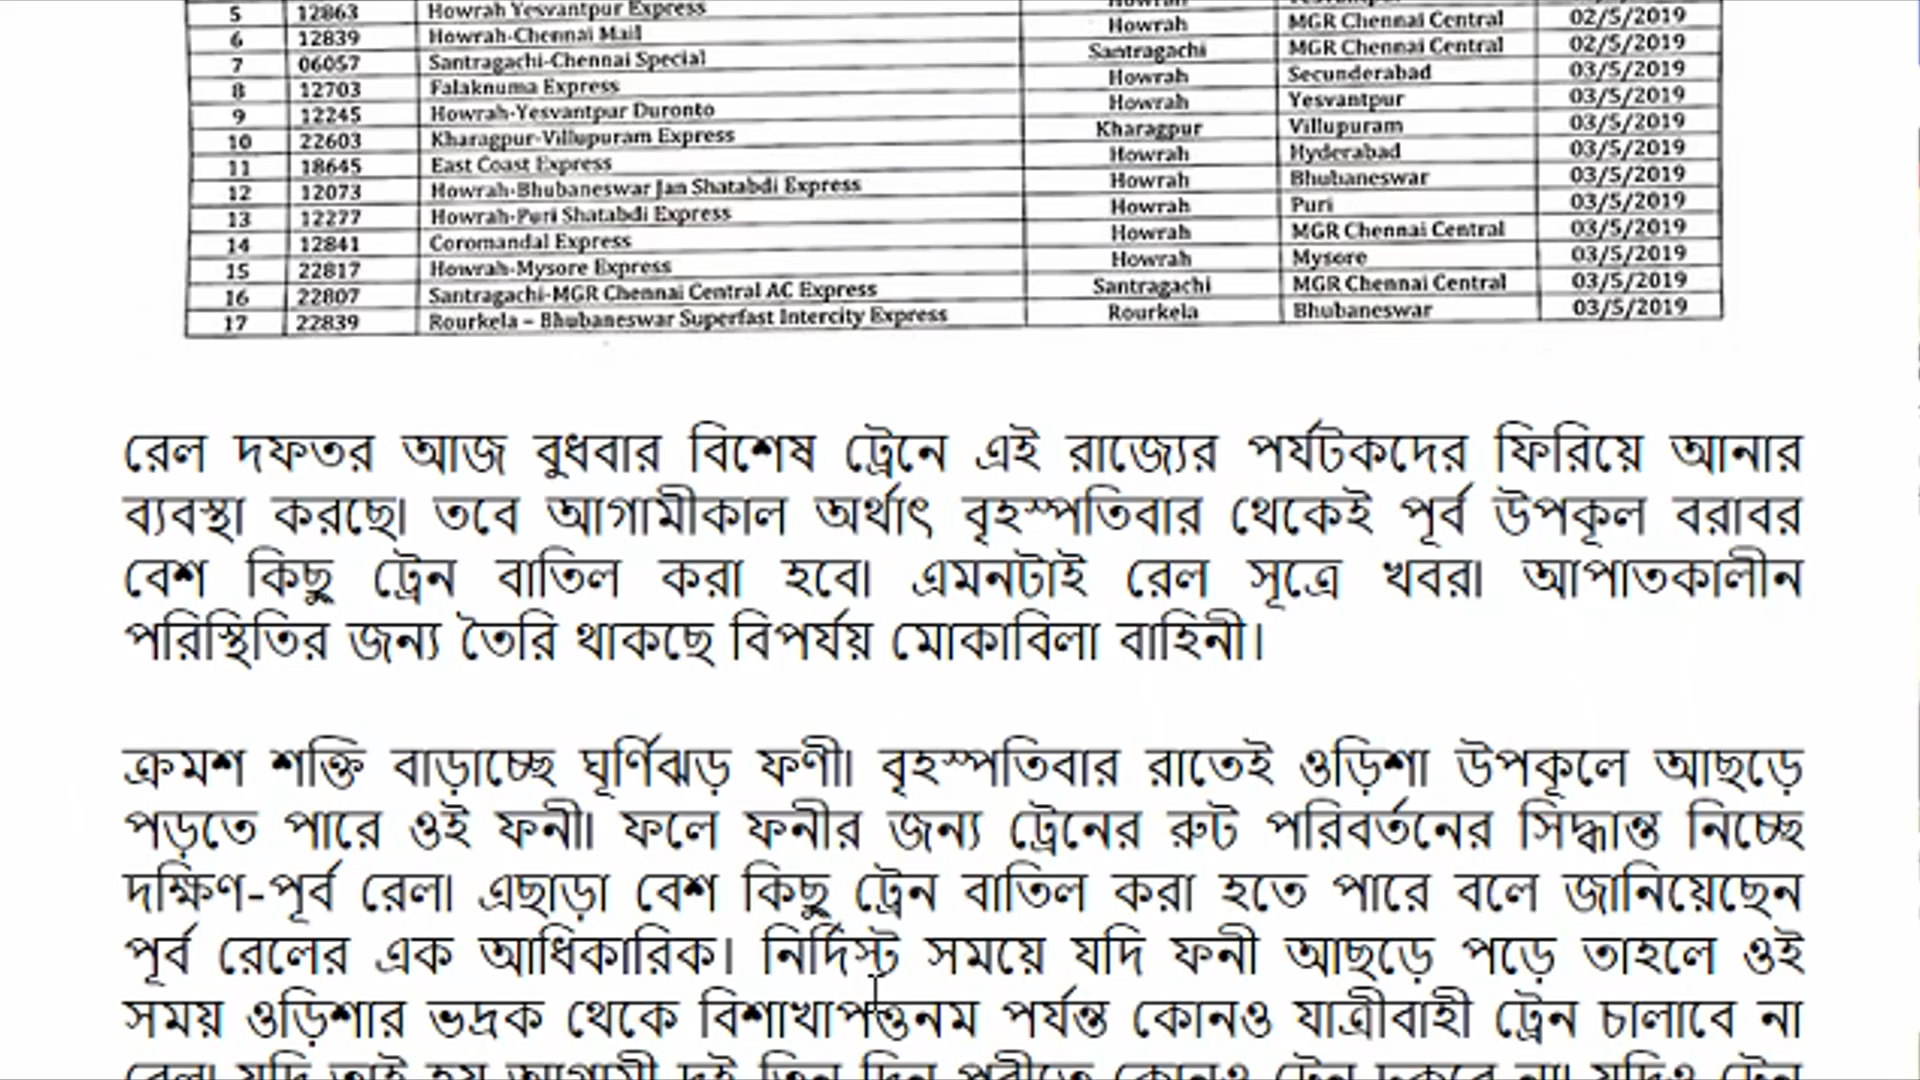 5 12863 Howrah Yesvantpur Express Howrah
6 12839 Howrah-Chennai Mail Howrah MGR Chennai Central 02/5/2019
7 06057 Santragachi-Chennai Special Santragachi MGR Chennai Central 02/5/2019
8 12703 Falaknuma Express Howrah Secunderabad 03/5/2019
9 12245 Howrah-Yesvantpur Duronto Howrah Yesvantpur 03/5/2019
10 22603 Kharagpur-Villupuram Express Kharagpur Villupuram 03/5/2019
11 18645 East Coast Express Howrah Hyderabad 03/5/2019
12 12073 Howrah-Bhubaneswar Jan Shatabdi Express Howrah Bhubaneswar 03/5/2019
13 12277 Howrah-Puri Shatabdi Express Howrah Puri 03/5/2019
14 12841 Coromandal Express Howrah MGR Chennai Central 03/5/2019
15 22817 Howrah-Mysore Express Howrah Mysore 03/5/2019
16 22807 Santragachi-MGR Chennai Central AC Express Santragachi MGR Chennai Central 03/5/2019
17 22839 Rourkela – Bhubaneswar Superfast Intercity Express Rourkela Bhubaneswar 03/5/2019
রেল দফতর আজ বুধবার বিশেষ ট্রেনে এই রাজ্যের পর্যটকদের ফিরিয়ে আনার
ব্যবস্থা করছে৷ তবে আগামীকাল অর্থাৎ বৃহস্পতিবার থেকেই পূর্ব উপকূল বরাবর
বেশ কিছু ট্রেন বাতিল করা হবে৷ এমনটাই রেল সূত্রে খবর৷ আপাতকালীন
পরিস্থিতির জন্য তৈরি থাকছে বিপর্যয় মোকাবিলা বাহিনী।
ক্রমশ শক্তি বাড়াচ্ছে ঘূর্ণিঝড় ফণী৷ বৃহস্পতিবার রাতেই ওড়িশা উপকূলে আছড়ে
পড়তে পারে ওই ফনী৷ ফলে ফনীর জন্য ট্রেনের রুট পরিবর্তনের সিদ্ধান্ত নিচ্ছে
দক্ষিণ-পূর্ব রেল৷ এছাড়া বেশ কিছু ট্রেন বাতিল করা হতে পারে বলে জানিয়েছেন
পূর্ব রেলের এক আধিকারিক। নির্দিস্ট সময়ে যদি ফনী আছড়ে পড়ে তাহলে ওই
সময় ওড়িশার ভদ্রক থেকে বিশাখাপত্তনম পর্যন্ত কোনও যাত্রীবাহী ট্রেন চালাবে না
রেল৷ যদি তাই হয় আগামী দুই তিন দিন পুরীতে কোনও ট্রেন ঢুকবে না৷ যদিও ট্রেন